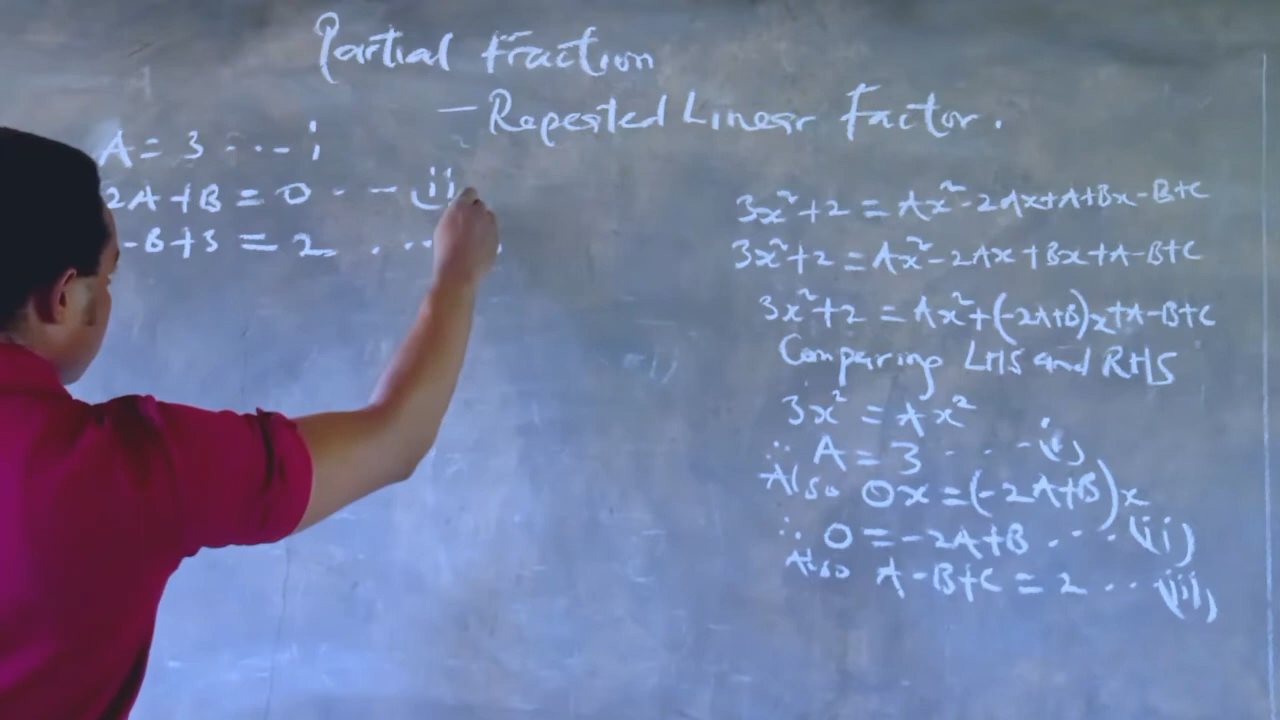 Partial Fraction
- Repeated Linear Factor.
A = 3 ... i
2A + B = 0 - - (ii
-B+3 = 2 ...
3x² + 2 = Ax² - 2Ax + A + Bx - B + C
3x² + 2 = Ax² - 2Ax + Bx + A - B + C
3x² + 2 = Ax² + (-2A + B)x + A - B + C
Comparing LHS and RHS
3x² = Ax²
∴ A = 3 ... (i)
Also 0x = (-2A+B)x
∴ 0 = -2A+B .... (ii)
Also A - B + C = 2 ... (iii)